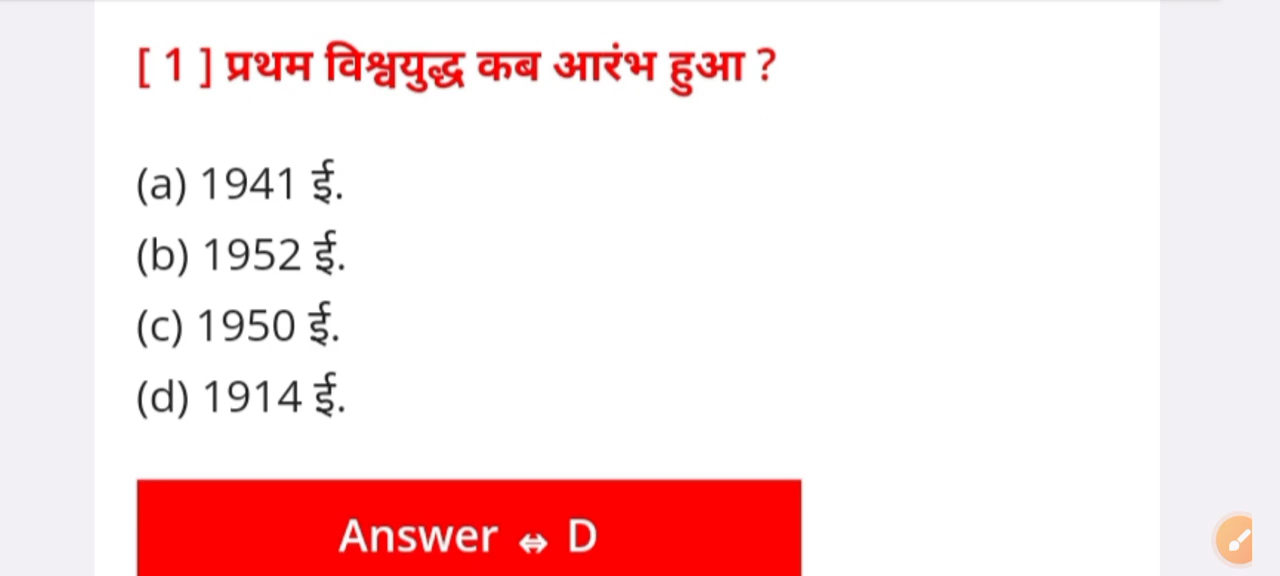 [ 1 ] प्रथम विश्वयुद्ध कब आरंभ हुआ ?
(a) 1941 ई.
(b) 1952 ई.
(c) 1950 ई.
(d) 1914 ई.
Answer ⇔ D